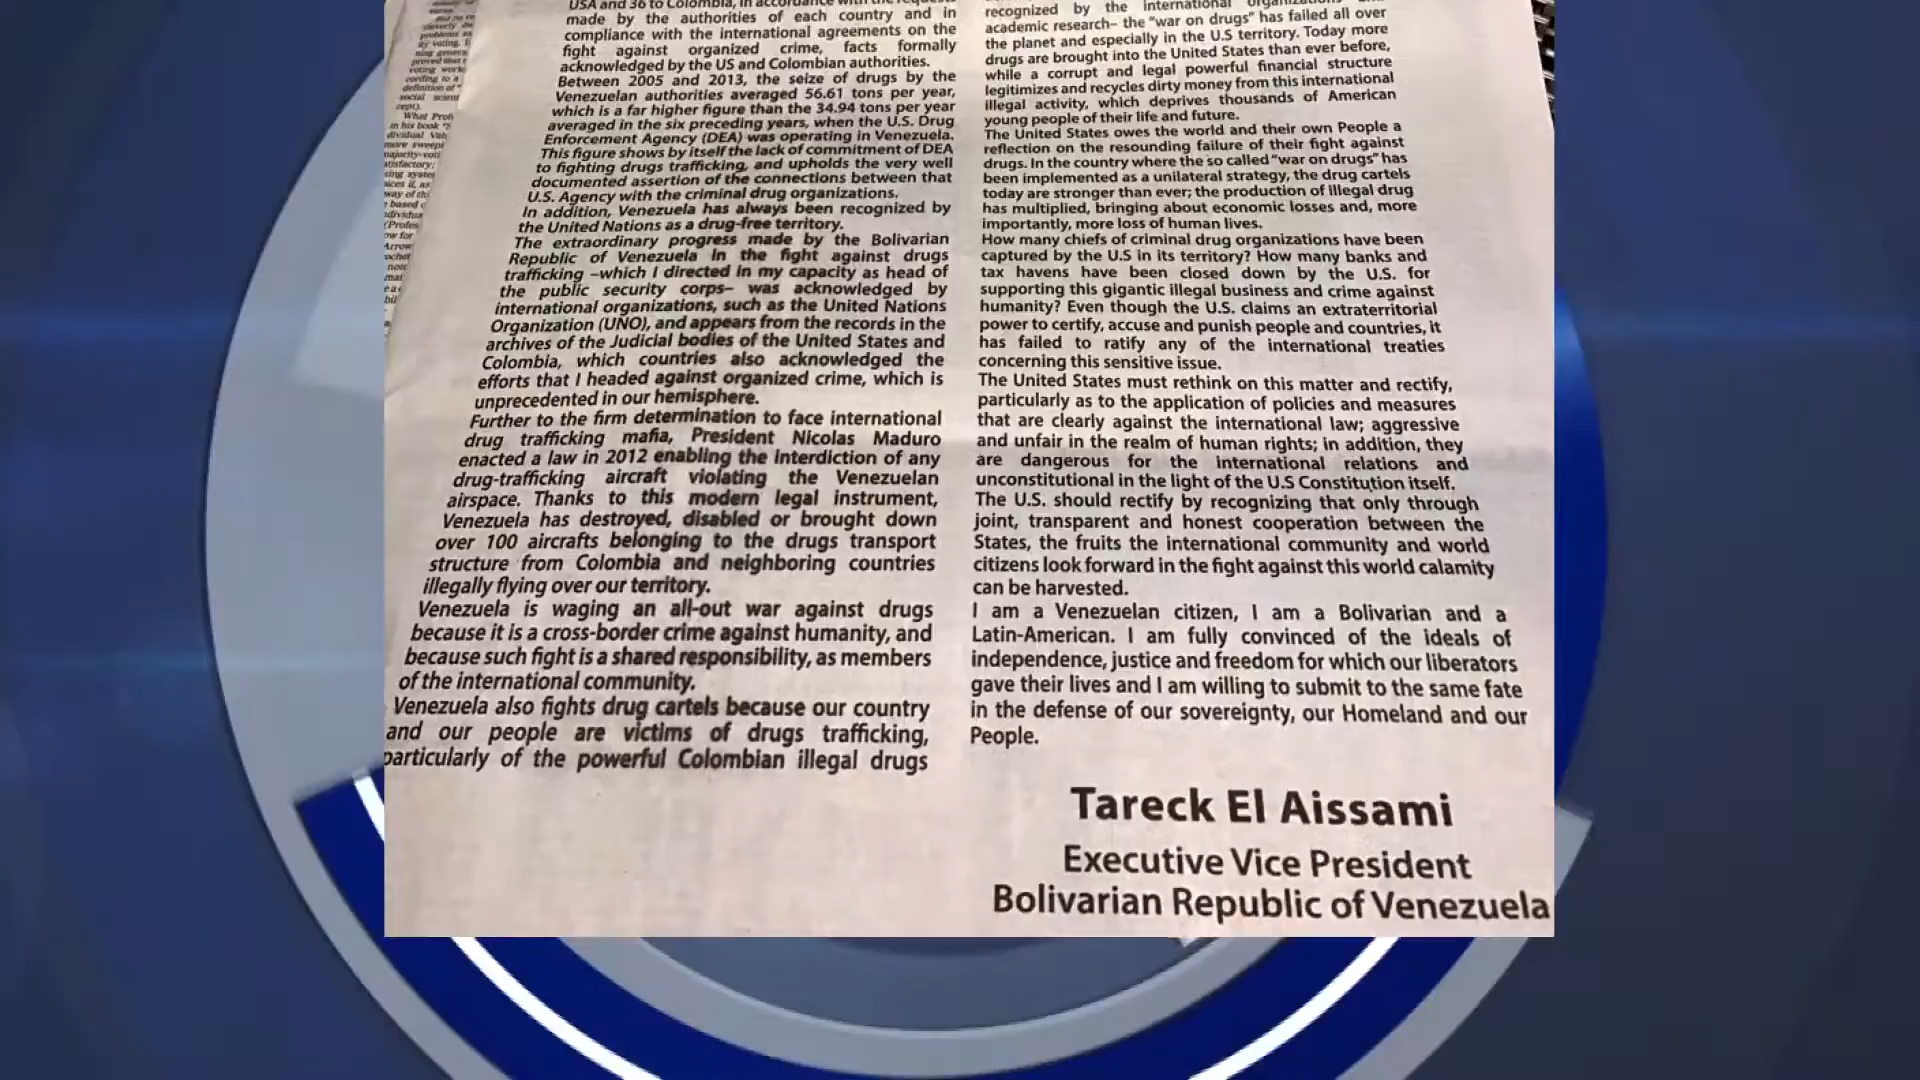 USA and 36 to Colombia, in accordance with the requests
made by the authorities of each country and in
compliance with the international agreements on the
fight against organized crime, facts formally
acknowledged by the US and Colombian authorities.
Between 2005 and 2013, the seize of drugs by the
Venezuelan authorities averaged 56.61 tons per year,
which is a far higher figure than the 34.94 tons per year
averaged in the six preceding years, when the U.S. Drug
Enforcement Agency (DEA) was operating in Venezuela.
This figure shows by itself the lack of commitment of DEA
to fighting drugs trafficking, and upholds the very well
documented assertion of the connections between that
U.S. Agency with the criminal drug organizations.
In addition, Venezuela has always been recognized by
the United Nations as a drug-free territory.
The extraordinary progress made by the Bolivarian
Republic of Venezuela in the fight against drugs
trafficking –which I directed in my capacity as head of
the public security corps– was acknowledged by
international organizations, such as the United Nations
Organization (UNO), and appears from the records in the
archives of the Judicial bodies of the United States and
Colombia, which countries also acknowledged the
efforts that I headed against organized crime, which is
unprecedented in our hemisphere.
Further to the firm determination to face international
drug trafficking mafia, President Nicolas Maduro
enacted a law in 2012 enabling the interdiction of any
drug-trafficking aircraft violating the Venezuelan
airspace. Thanks to this modern legal instrument,
Venezuela has destroyed, disabled or brought down
over 100 aircrafts belonging to the drugs transport
structure from Colombia and neighboring countries
illegally flying over our territory.
Venezuela is waging an all-out war against drugs
because it is a cross-border crime against humanity, and
because such fight is a shared responsibility, as members
of the international community.
Venezuela also fights drug cartels because our country
and our people are victims of drugs trafficking,
particularly of the powerful Colombian illegal drugs
recognized by the international
academic research– the “war on drugs” has failed all over
the planet and especially in the U.S territory. Today more
drugs are brought into the United States than ever before,
while a corrupt and legal powerful financial structure
legitimizes and recycles dirty money from this international
illegal activity, which deprives thousands of American
young people of their life and future.
The United States owes the world and their own People a
reflection on the resounding failure of their fight against
drugs. In the country where the so called “war on drugs” has
been implemented as a unilateral strategy, the drug cartels
today are stronger than ever; the production of illegal drug
has multiplied, bringing about economic losses and, more
importantly, more loss of human lives.
How many chiefs of criminal drug organizations have been
captured by the U.S in its territory? How many banks and
tax havens have been closed down by the U.S. for
supporting this gigantic illegal business and crime against
humanity? Even though the U.S. claims an extraterritorial
power to certify, accuse and punish people and countries, it
has failed to ratify any of the international treaties
concerning this sensitive issue.
The United States must rethink on this matter and rectify,
particularly as to the application of policies and measures
that are clearly against the international law; aggressive
and unfair in the realm of human rights; in addition, they
are dangerous for the international relations and
unconstitutional in the light of the U.S Constitution itself.
The U.S. should rectify by recognizing that only through
joint, transparent and honest cooperation between the
States, the fruits the international community and world
citizens look forward in the fight against this world calamity
can be harvested.
I am a Venezuelan citizen, I am a Bolivarian and a
Latin-American. I am fully convinced of the ideals of
independence, justice and freedom for which our liberators
gave their lives and I am willing to submit to the same fate
in the defense of our sovereignty, our Homeland and our
People.
Tareck El Aissami
Executive Vice President
Bolivarian Republic of Venezuela